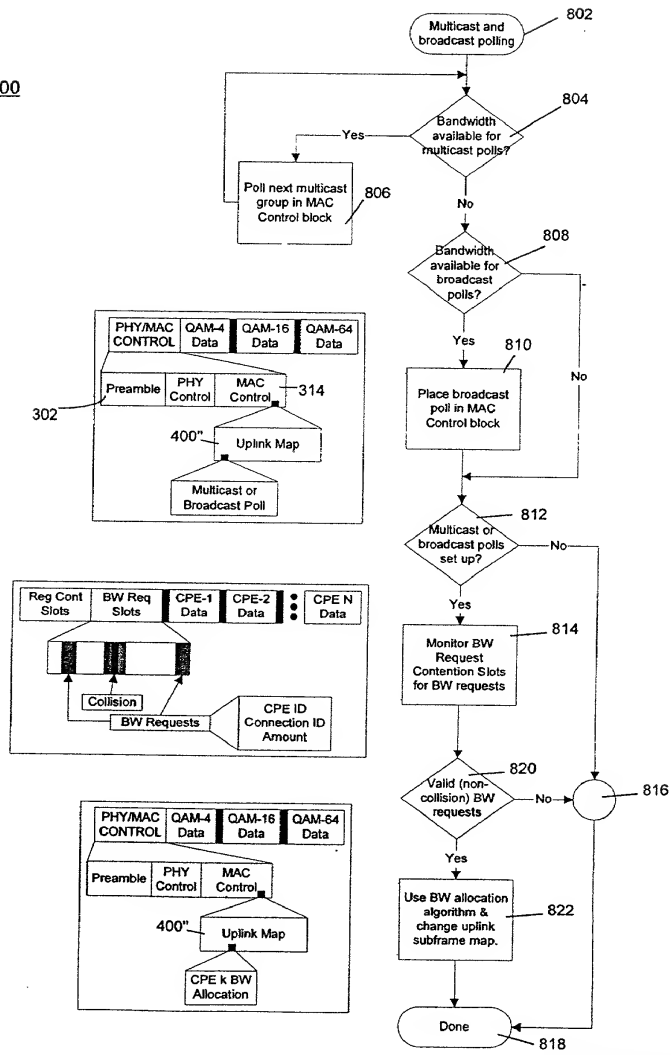 802
Multicast and
broadcast polling
00
804
Bandwidth
available for
multicast polls?
Yes
Poll next multicast
group in MAC
Control block
806
No
808
Bandwidth
available for
broadcast
polls?
Yes
No
810
Place broadcast
poll in MAC
Control block
812
Multicast or
broadcast polls
set up?
No
Yes
814
Monitor BW
Request
Contention Slots
for BW requests
820
Valid (non-
collision) BW
requests
No
816
Yes
Use BW allocation
algorithm &
change uplink
subframe map.
822
Done
818
PHY/MAC
CONTROL
QAM-4
Data
QAM-16
Data
QAM-64
Data
Preamble
PHY
Control
MAC
Control
314
302
400"
Uplink Map
Multicast or
Broadcast Poll
Reg Cont
Slots
BW Req
Slots
CPE-1
Data
CPE-2
Data
CPE N
Data
Collision
BW Requests
CPE ID
Connection ID
Amount
PHY/MAC
CONTROL
QAM-4
Data
QAM-16
Data
QAM-64
Data
Preamble
PHY
Control
MAC
Control
400"
Uplink Map
CPE k BW
Allocation